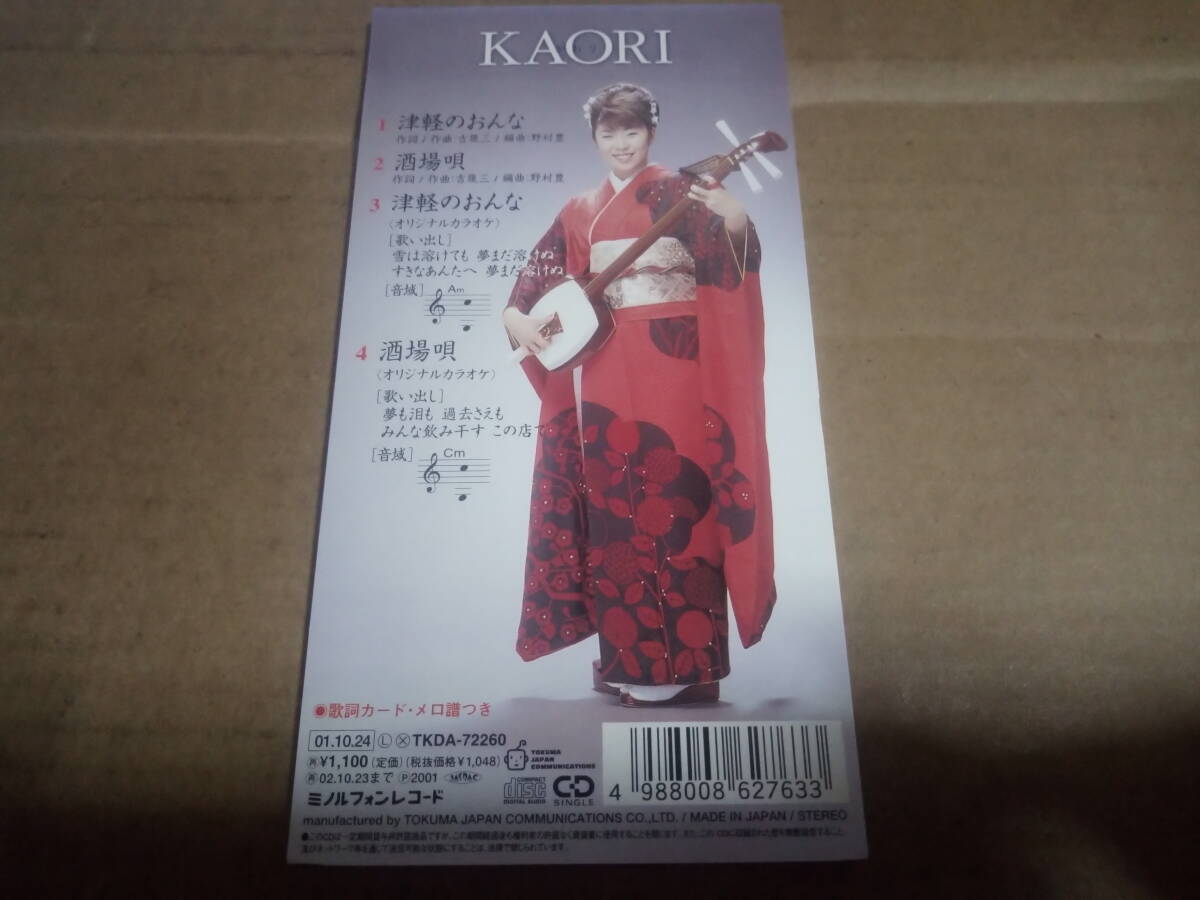 KAORI
1 津軽のおんな
作詞/作曲:吉幾三/編曲:野村豊
2 酒場唄
作詞/作曲:吉幾三/編曲:野村豊
3 津軽のおんな
(オリジナルカラオケ)
[歌い出し]
雪は溶けても 夢まだ溶けぬ
すきなあんたへ 夢まだ溶けぬ
[音域] Am
4 酒場唄
(オリジナルカラオケ)
[歌い出し]
夢も泪も 過去さえも
みんな飲み干す この店で
[音域] Cm
●歌詞カード・メロ譜つき
01.10.24 Ⓛ Ⓧ TKDA-72260
再 ¥1,100 (定価) (税抜価格¥1,048)
再 02.10.23まで Ⓟ2001
ミノルフォンレコード
TOKUMA
JAPAN
COMMUNICATIONS
COMPACT
disc
DIGITAL AUDIO
CD
SINGLE
4 988008 627633
manufactured by TOKUMA JAPAN COMMUNICATIONS CO.,LTD. / MADE IN JAPAN / STEREO